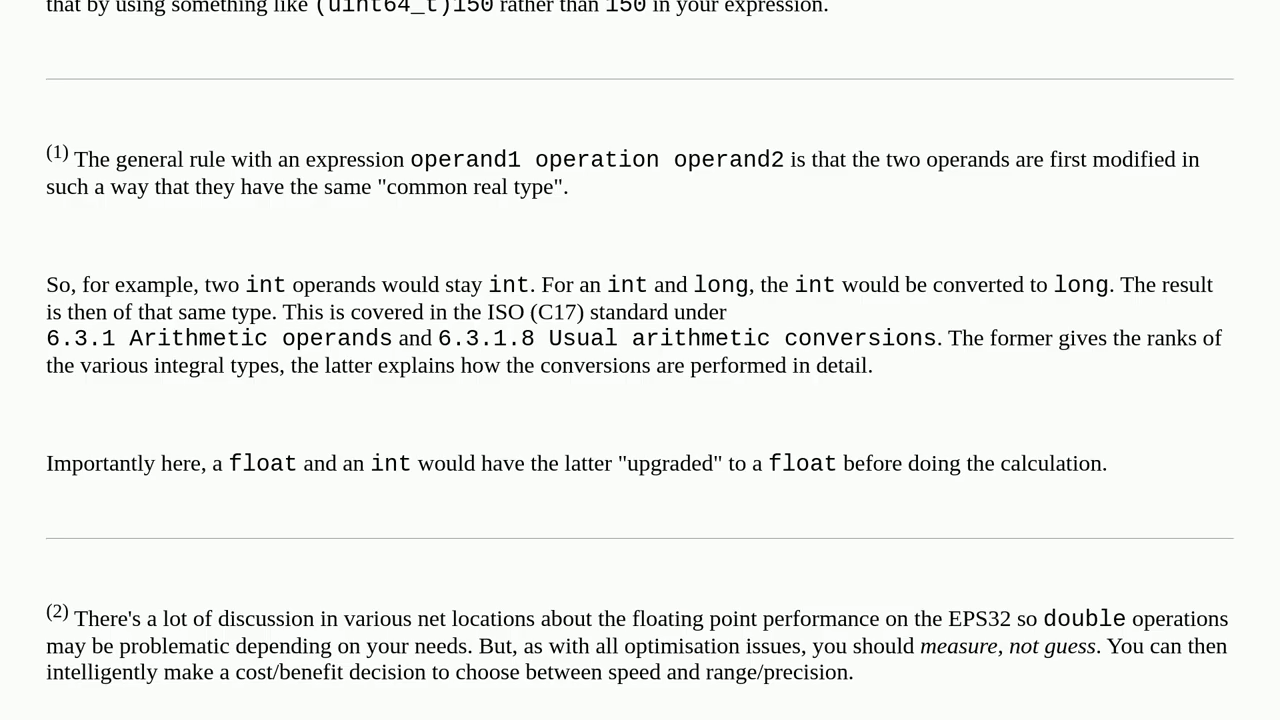 that by using something like (uint64_t)150 rather than 150 in your expression.
(1) The general rule with an expression operand1 operation operand2 is that the two operands are first modified in
such a way that they have the same "common real type".
So, for example, two int operands would stay int. For an int and long, the int would be converted to long. The result
is then of that same type. This is covered in the ISO (C17) standard under
6.3.1 Arithmetic operands and 6.3.1.8 Usual arithmetic conversions. The former gives the ranks of
the various integral types, the latter explains how the conversions are performed in detail.
Importantly here, a float and an int would have the latter "upgraded" to a float before doing the calculation.
(2) There's a lot of discussion in various net locations about the floating point performance on the EPS32 so double operations
may be problematic depending on your needs. But, as with all optimisation issues, you should measure, not guess. You can then
intelligently make a cost/benefit decision to choose between speed and range/precision.